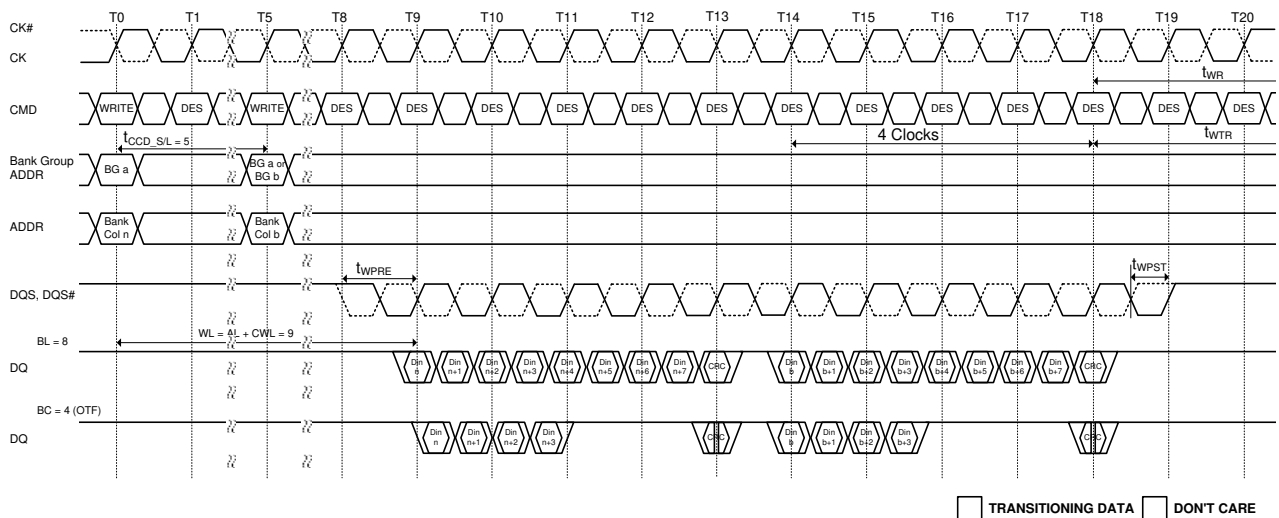 T0 T1 T5 T8 T9 T10 T11 T12 T13 T14 T15 T16 T17 T18 T19 T20
CK#
CK
tWR
CMD
WRITE DES WRITE DES DES DES DES DES DES DES DES DES DES DES DES DES
4 Clocks
tWTR
tCCD_S/L = 5
Bank Group
ADDR
BG a
BG a or
BG b
ADDR
Bank
Col n
Bank
Col b
tWPRE
tWPST
DQS, DQS#
WL = AL + CWL = 9
BL = 8
DQ
Din
n
Din
n+1
Din
n+2
Din
n+3
Din
n+4
Din
n+5
Din
n+6
Din
n+7
CRC
Din
b
Din
b+1
Din
b+2
Din
b+3
Din
b+4
Din
b+5
Din
b+6
Din
b+7
CRC
BC = 4 (OTF)
DQ
Din
n
Din
n+1
Din
n+2
Din
n+3
CRC
Din
b
Din
b+1
Din
b+2
Din
b+3
CRC
TRANSITIONING DATA
DON'T CARE